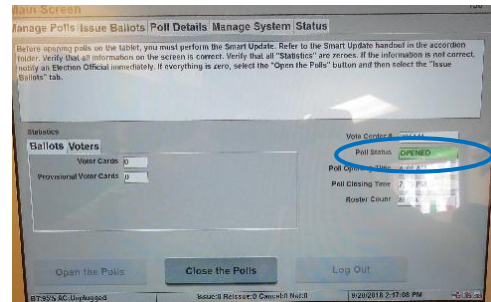 Main Screen
Manage Polls Issue Ballots Poll Details Manage System Status
Before opening polls on the tablet, you must perform the Smart Update. Refer to the Smart Update handout in the accordion
folder. Verify that all information on the screen is correct. Verify that all "Statistics" are zeroes. If the information is not correct,
notify an Election Official immediately. If everything is zero, select the "Open the Polls" button and then select the "Issue
Ballots" tab.
Statistics
Ballots Voters
Voter Cards 0
Provisional Voter Cards 0
Vote Center #
Poll Status OPENED
Poll Opening Time
Poll Closing Time
Roster Count
Open the Polls Close the Polls Log Out
BT:95% AC:Unplugged Issue:0 Reissue:0 Cancel:0 Net:0 9/20/2018 2:17:08 PM